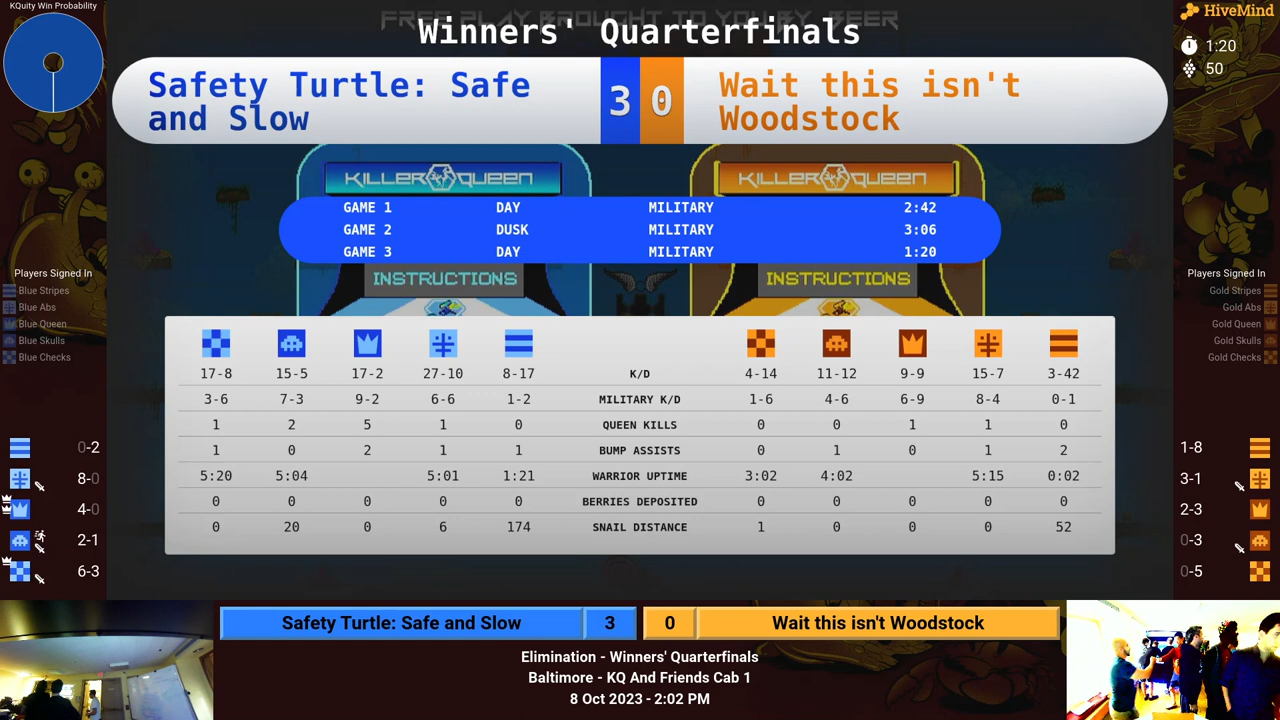 KQuity Win Probability
FREE PLAY BROUGHT TO YOU BY BEER
HiveMind
Winners' Quarterfinals
1:20
50
Safety Turtle: Safe
and Slow
3 0
Wait this isn't
Woodstock
KILLER QUEEN
KILLER QUEEN
GAME 1 DAY MILITARY 2:42
GAME 2 DUSK MILITARY 3:06
GAME 3 DAY MILITARY 1:20
INSTRUCTIONS
INSTRUCTIONS
Players Signed In
Blue Stripes
Blue Abs
Blue Queen
Blue Skulls
Blue Checks
Players Signed In
Gold Stripes
Gold Abs
Gold Queen
Gold Skulls
Gold Checks
17-8 15-5 17-2 27-10 8-17 K/D 4-14 11-12 9-9 15-7 3-42
3-6 7-3 9-2 6-6 1-2 MILITARY K/D 1-6 4-6 6-9 8-4 0-1
1 2 5 1 0 QUEEN KILLS 0 0 1 1 0
1 0 2 1 1 BUMP ASSISTS 0 1 0 1 2
5:20 5:04 5:01 1:21 WARRIOR UPTIME 3:02 4:02 5:15 0:02
0 0 0 0 0 BERRIES DEPOSITED 0 0 0 0 0
0 20 0 6 174 SNAIL DISTANCE 1 0 0 0 52
0-2
8-0
4-0
2-1
6-3
1-8
3-1
2-3
0-3
0-5
Safety Turtle: Safe and Slow 3 0 Wait this isn't Woodstock
Elimination - Winners' Quarterfinals
Baltimore - KQ And Friends Cab 1
8 Oct 2023 - 2:02 PM